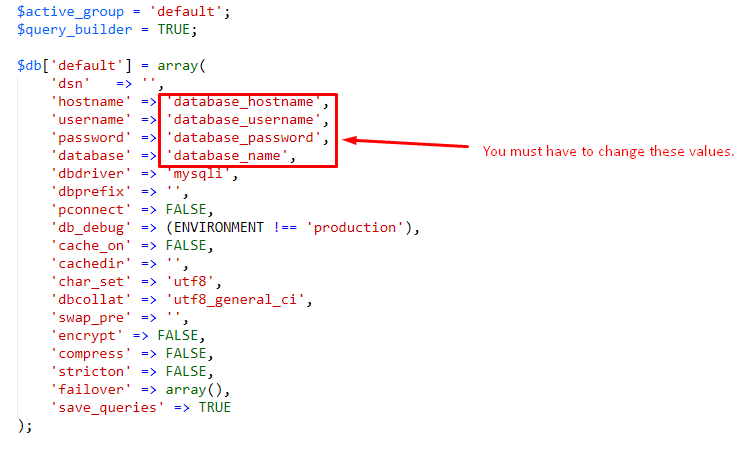 $active_group = 'default';
$query_builder = TRUE;

$db['default'] = array(
    'dsn'   => '',
    'hostname' => 'database_hostname',
    'username' => 'database_username',
    'password' => 'database_password',
    'database' => 'database_name',
    'dbdriver' => 'mysqli',
    'dbprefix' => '',
    'pconnect' => FALSE,
    'db_debug' => (ENVIRONMENT !== 'production'),
    'cache_on' => FALSE,
    'cachedir' => '',
    'char_set' => 'utf8',
    'dbcollat' => 'utf8_general_ci',
    'swap_pre' => '',
    'encrypt' => FALSE,
    'compress' => FALSE,
    'stricton' => FALSE,
    'failover' => array(),
    'save_queries' => TRUE
);
You must have to change these values.